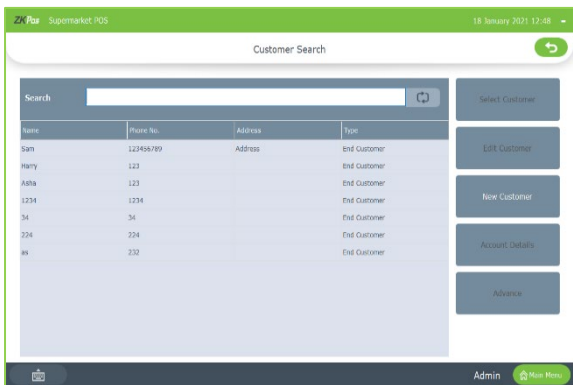 ZKPos Supermarket POS 18 January 2021 12:48
Customer Search
Search
Select Customer
Name Phone No. Address Type
Sam 123456789 Address End Customer
Edit Customer
Harry 123 End Customer
Asha 123 End Customer
1234 1234 End Customer
New Customer
34 34 End Customer
224 224 End Customer
as 232 End Customer
Account Details
Advance
Admin Main Menu